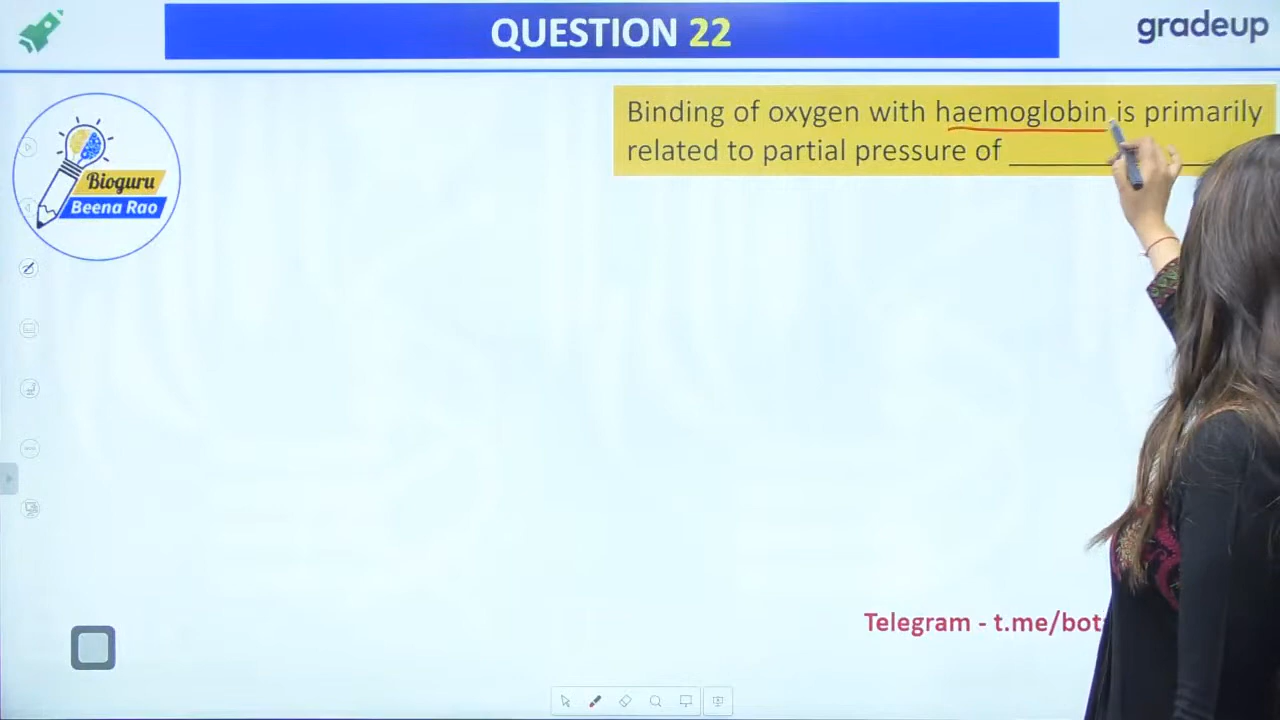 QUESTION 22
gradeup
Binding of oxygen with haemoglobin is primarily
related to partial pressure of ____________
Bioguru
Beena Rao
Telegram - t.me/bot